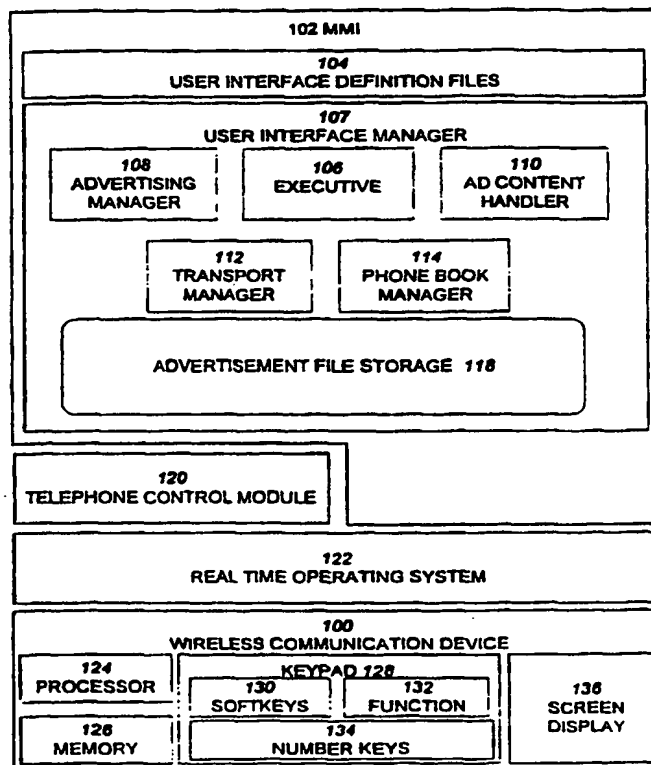 102 MMI
104
USER INTERFACE DEFINITION FILES
107
USER INTERFACE MANAGER
108
ADVERTISING
MANAGER
106
EXECUTIVE
110
AD CONTENT
HANDLER
112
TRANSPORT
MANAGER
114
PHONE BOOK
MANAGER
ADVERTISEMENT FILE STORAGE 118
120
TELEPHONE CONTROL MODULE
122
REAL TIME OPERATING SYSTEM
100
WIRELESS COMMUNICATION DEVICE
124
PROCESSOR
126
MEMORY
KEYPAD 128
130
SOFTKEYS
132
FUNCTION
134
NUMBER KEYS
136
SCREEN
DISPLAY